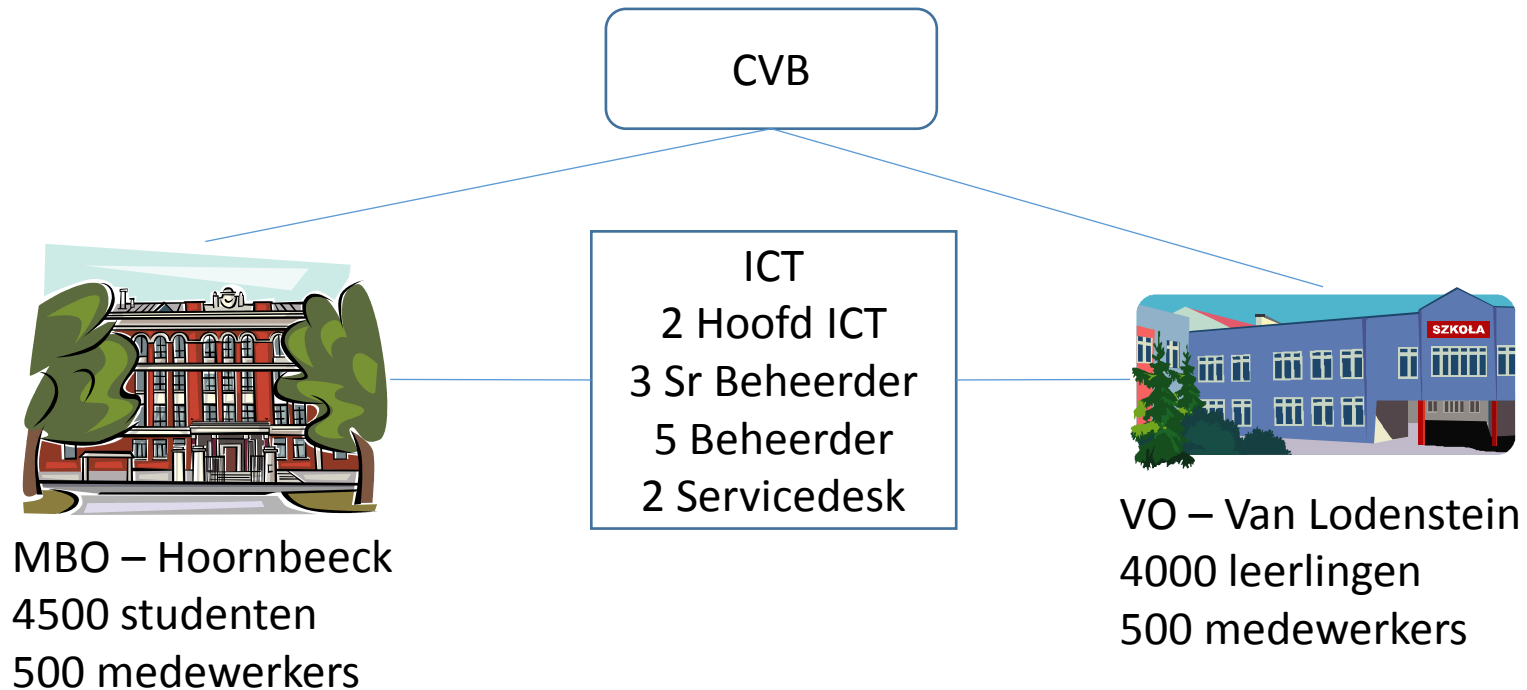 CVB
ICT
2 Hoofd ICT
3 Sr Beheerder
5 Beheerder
2 Servicedesk
MBO – Hoornbeeck
4500 studenten
500 medewerkers
SZKOŁA
VO – Van Lodenstein
4000 leerlingen
500 medewerkers